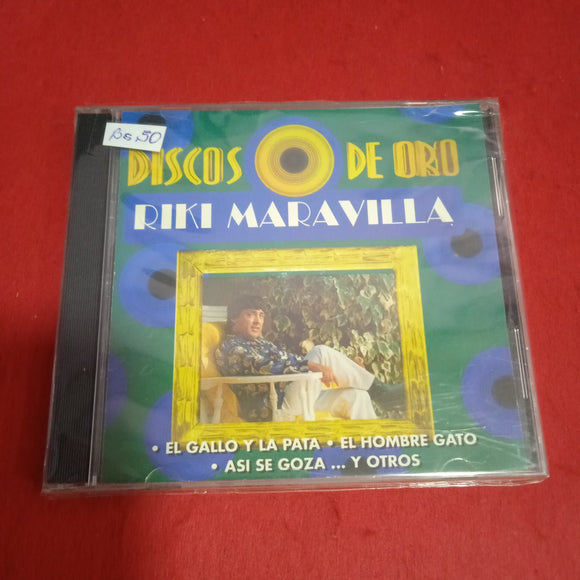 Bs 50
DISCOS DE ORO
RIKI MARAVILLA
• EL GALLO Y LA PATA • EL HOMBRE GATO
• ASI SE GOZA ... Y OTROS